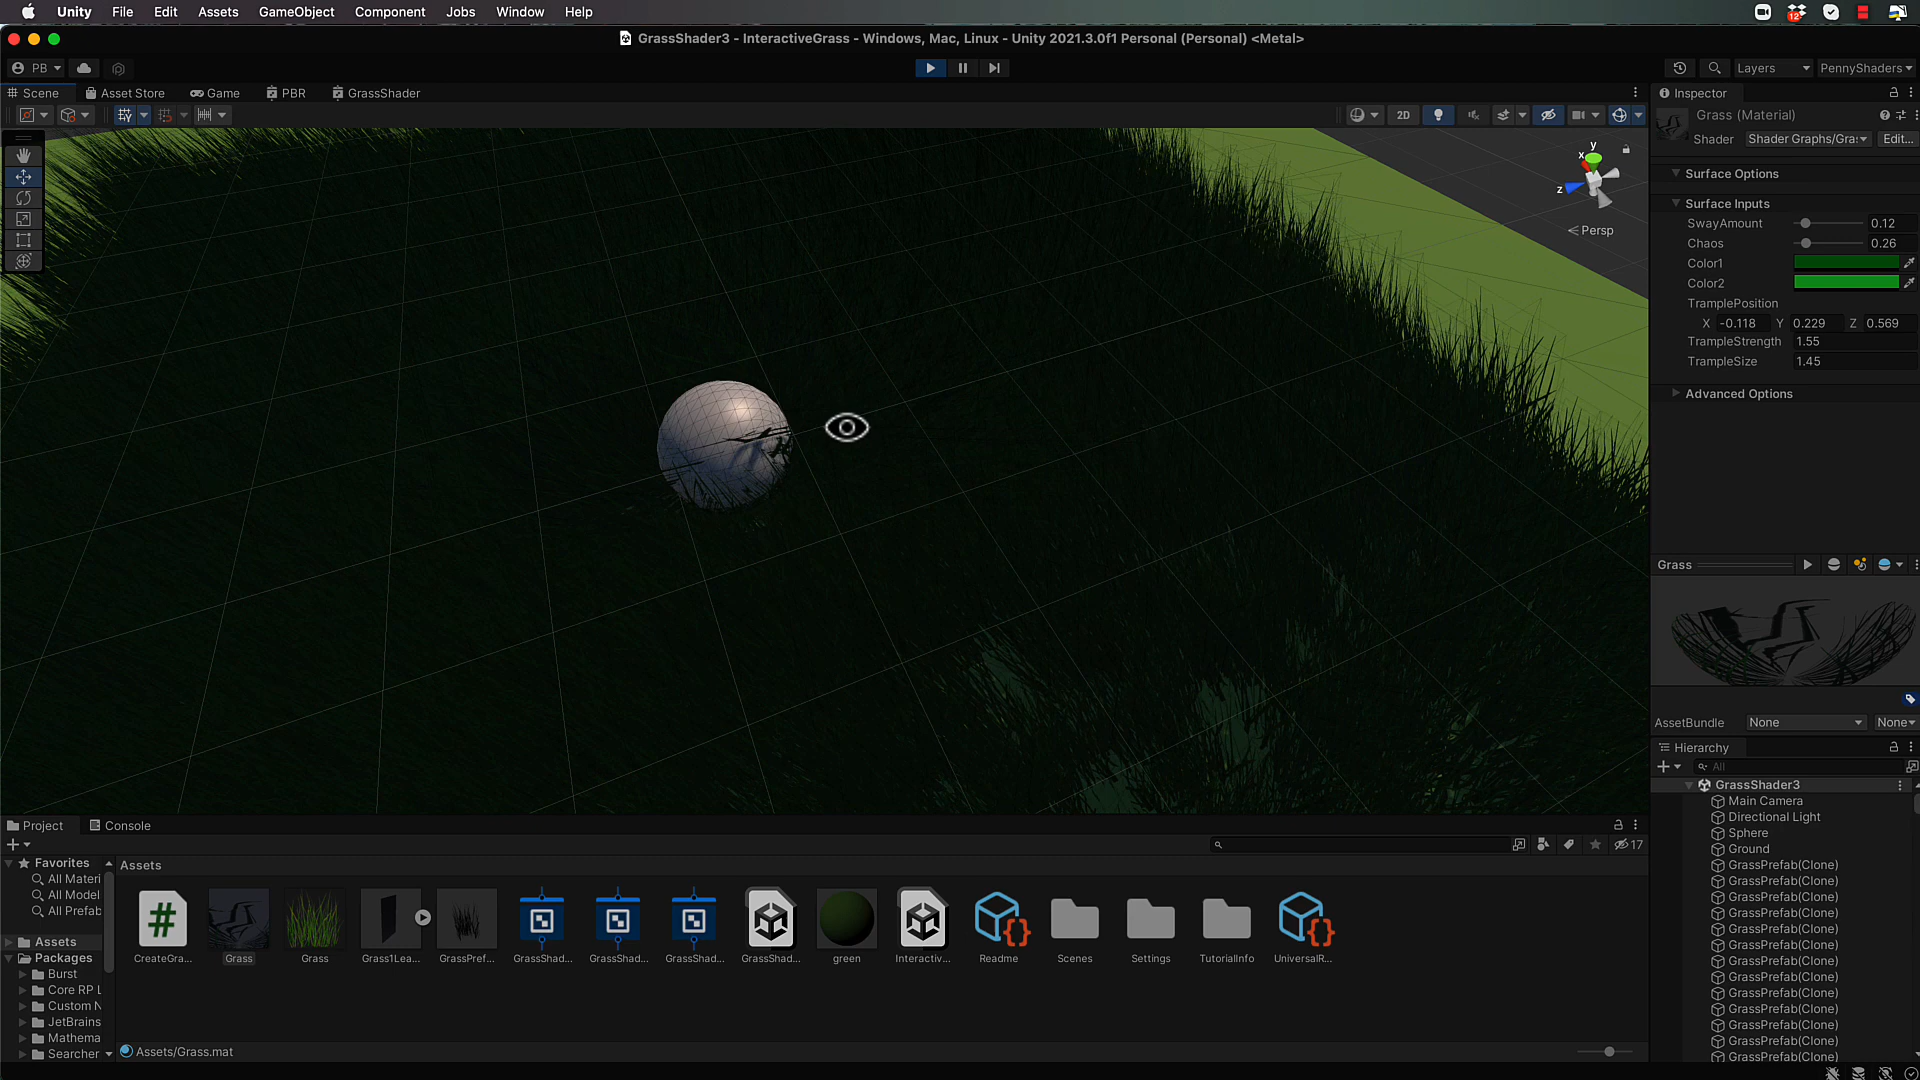 Unity File Edit Assets GameObject Component Jobs Window Help
12
GrassShader3 - InteractiveGrass - Windows, Mac, Linux - Unity 2021.3.0f1 Personal (Personal) <Metal>
PB
Layers
PennyShaders
Scene
Asset Store
Game
PBR
GrassShader
2D
y
x
z
Persp
Inspector
Grass (Material)
Shader
Shader Graphs/Gra
Edit...
Surface Options
Surface Inputs
SwayAmount 0.12
Chaos 0.26
Color1
Color2
TramplePosition
X -0.118 Y 0.229 Z 0.569
TrampleStrength 1.55
TrampleSize 1.45
Advanced Options
Grass
AssetBundle None None
Hierarchy
All
GrassShader3
Main Camera
Directional Light
Sphere
Ground
GrassPrefab(Clone)
GrassPrefab(Clone)
GrassPrefab(Clone)
GrassPrefab(Clone)
GrassPrefab(Clone)
GrassPrefab(Clone)
GrassPrefab(Clone)
GrassPrefab(Clone)
GrassPrefab(Clone)
GrassPrefab(Clone)
GrassPrefab(Clone)
GrassPrefab(Clone)
GrassPrefab(Clone)
Project
Console
17
Favorites
All Materi
All Model
All Prefab
Assets
Packages
Burst
Core RP L
Custom N
JetBrains
Mathema
Searcher
Assets
CreateGra...
Grass
Grass
Grass1Lea...
GrassPref...
GrassShad...
GrassShad...
GrassShad...
GrassShad...
green
Interactiv...
Readme
Scenes
Settings
TutorialInfo
UniversalR...
Assets/Grass.mat